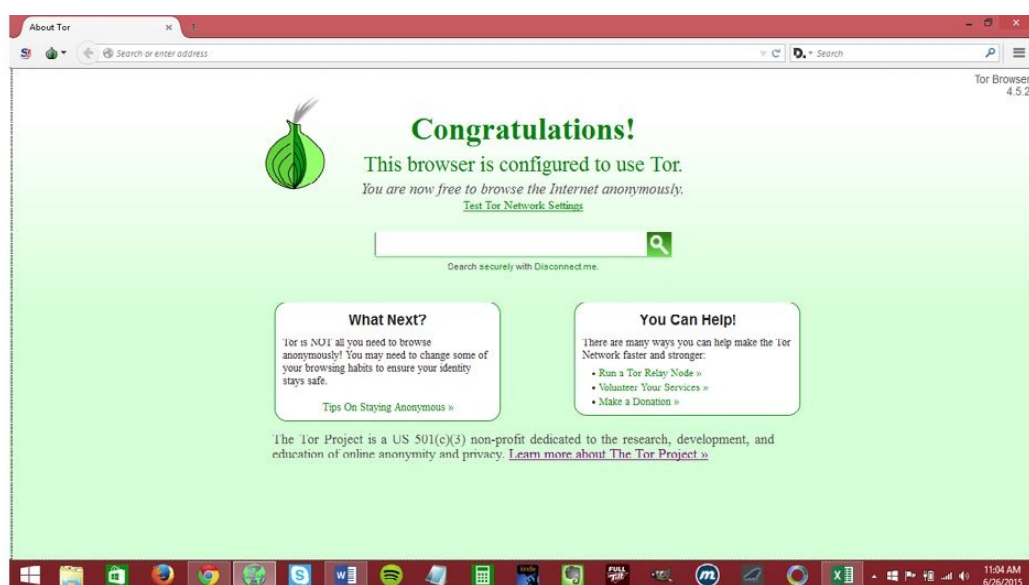 About Tor
Search or enter address
Search
Tor Browser
4.5.2
Congratulations!
This browser is configured to use Tor.
You are now free to browse the Internet anonymously.
Test Tor Network Settings
Search securely with Disconnect.me.
What Next?
Tor is NOT all you need to browse
anonymously! You may need to change some of
your browsing habits to ensure your identity
stays safe.
Tips On Staying Anonymous »
You Can Help!
There are many ways you can help make the Tor
Network faster and stronger:
• Run a Tor Relay Node »
• Volunteer Your Services »
• Make a Donation »
The Tor Project is a US 501(c)(3) non-profit dedicated to the research, development, and
education of online anonymity and privacy. Learn more about The Tor Project »
kindle
FULL
TILT
11:04 AM